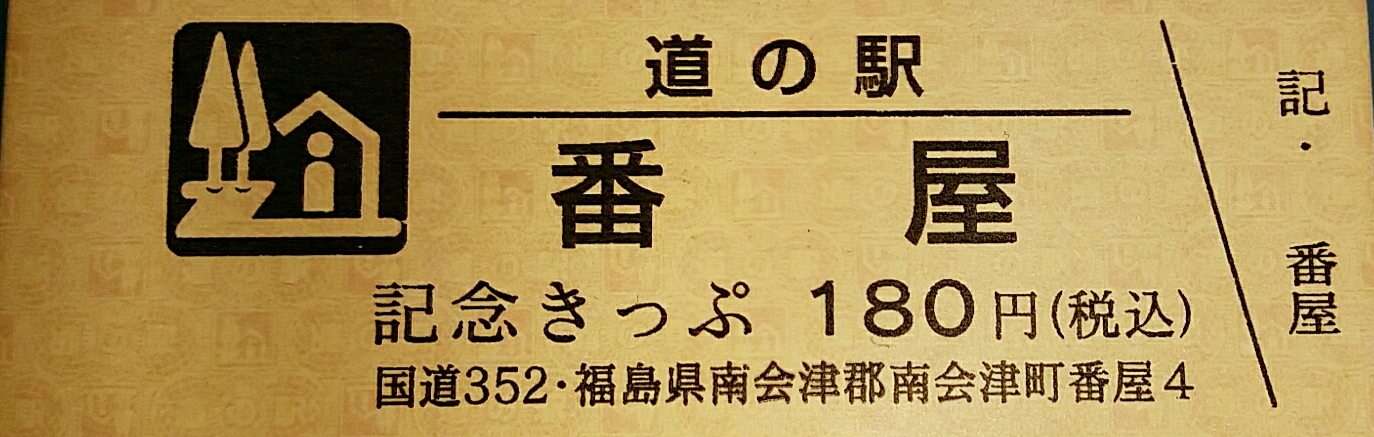 道の駅
番屋
記念きっぷ 180円(税込)
国道352・福島県南会津郡南会津町番屋4
記・番屋